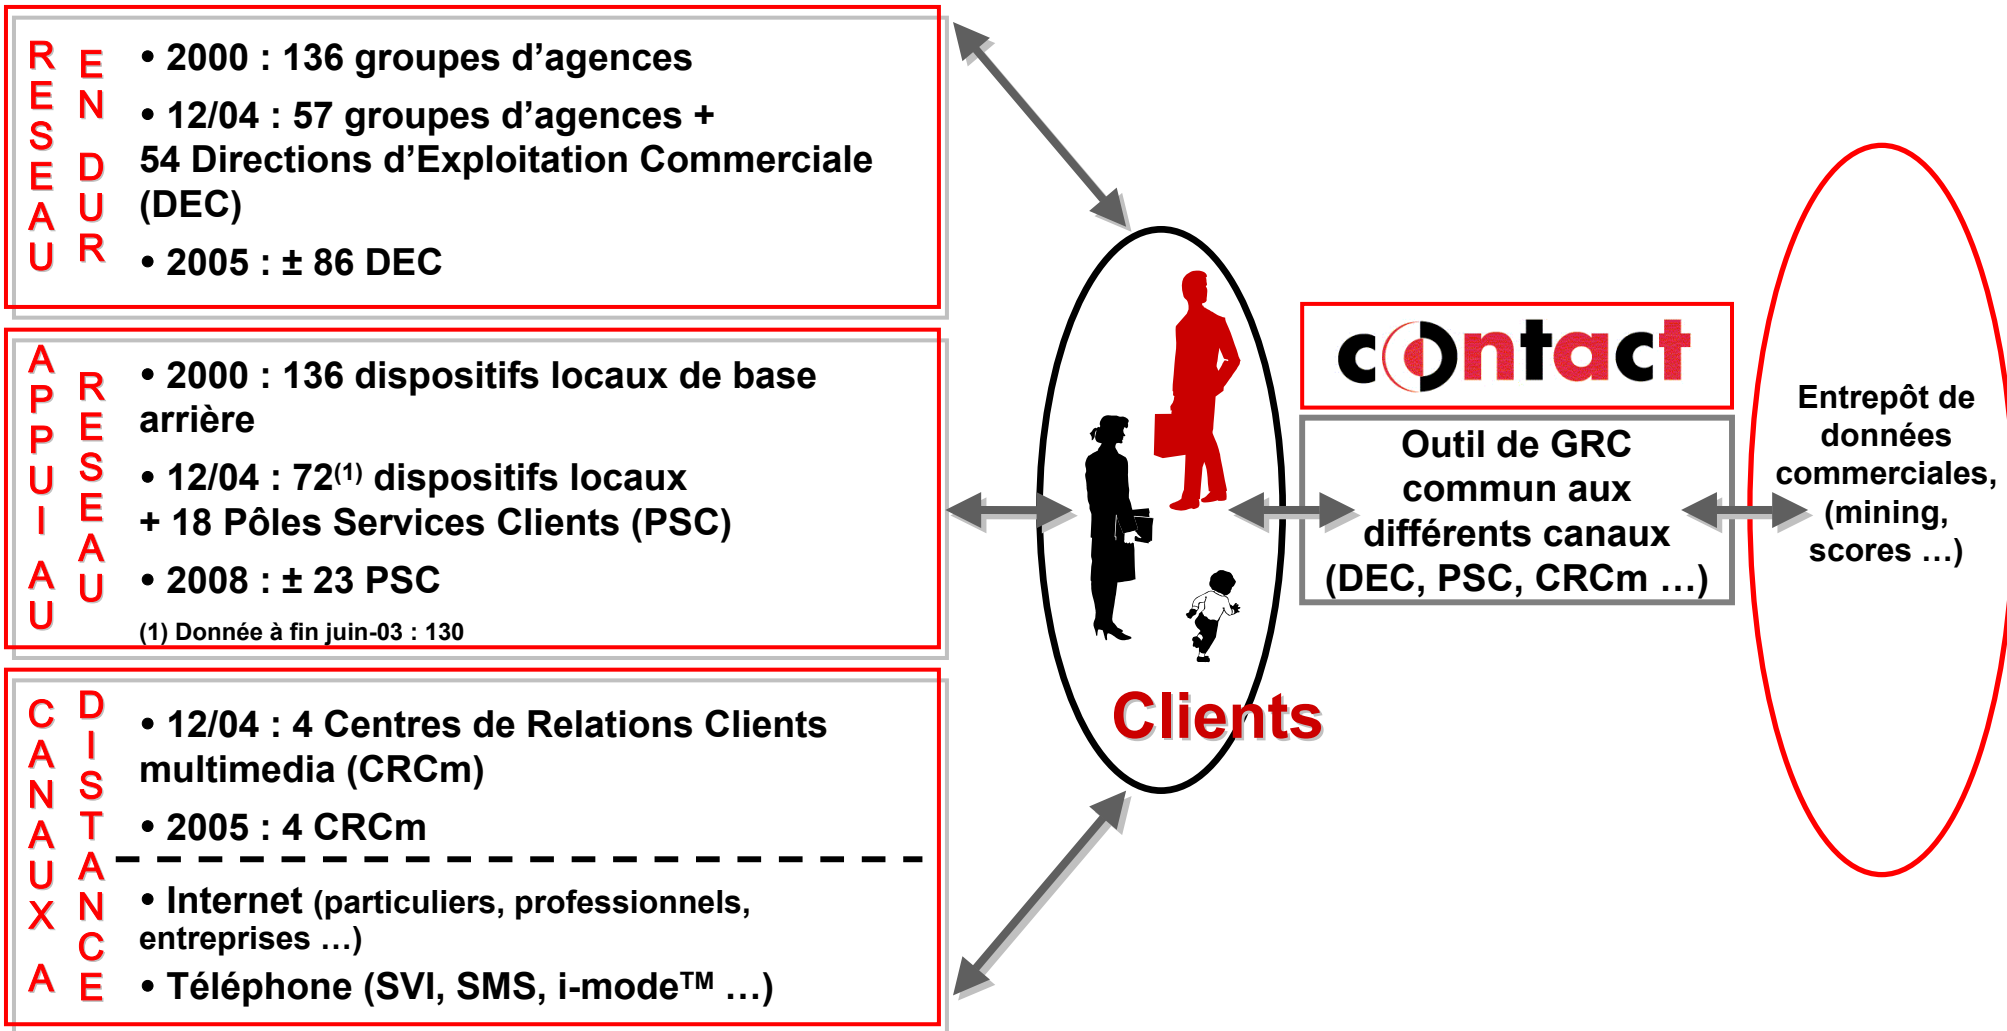 RESEAU
EN DUR
• 2000 : 136 groupes d’agences
• 12/04 : 57 groupes d’agences +
54 Directions d’Exploitation Commerciale
(DEC)
• 2005 : ± 86 DEC
APPUI AU
RESEAU
• 2000 : 136 dispositifs locaux de base
arrière
• 12/04 : 72(1) dispositifs locaux
+ 18 Pôles Services Clients (PSC)
• 2008 : ± 23 PSC
(1) Donnée à fin juin-03 : 130
CANAUX A
DISTANCE
• 12/04 : 4 Centres de Relations Clients
multimedia (CRCm)
• 2005 : 4 CRCm
• Internet (particuliers, professionnels,
entreprises …)
• Téléphone (SVI, SMS, i-mode™ …)
Clients
contact
Outil de GRC
commun aux
différents canaux
(DEC, PSC, CRCm …)
Entrepôt de
données
commerciales,
(mining,
scores …)